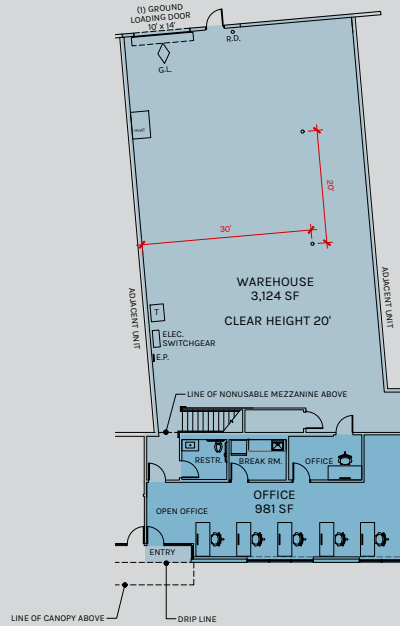 (1) GROUND
LOADING DOOR
10' x 14'
R.D.
G.L.
30'
20'
ADJACENT UNIT
ADJACENT UNIT
WAREHOUSE
3,124 SF
CLEAR HEIGHT 20'
T
ELEC.
SWITCHGEAR
E.P.
LINE OF NONUSABLE MEZZANINE ABOVE
RESTR.
BREAK RM.
OFFICE
OFFICE
981 SF
OPEN OFFICE
ENTRY
LINE OF CANOPY ABOVE
DRIP LINE